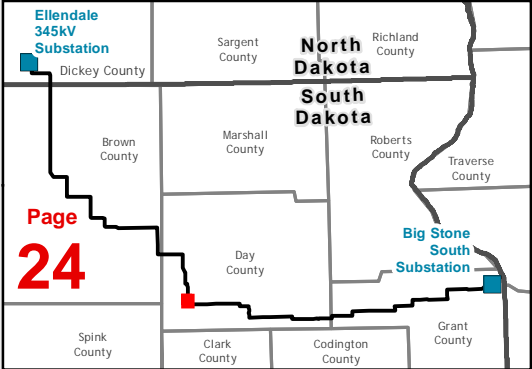 Ellendale
345kV
Substation
Dickey County
Sargent
County
North
Dakota
Richland
County
South
Dakota
Brown
County
Marshall
County
Roberts
County
Traverse
County
Page
24
Day
County
Big Stone
South
Substation
Spink
County
Clark
County
Codington
County
Grant
County